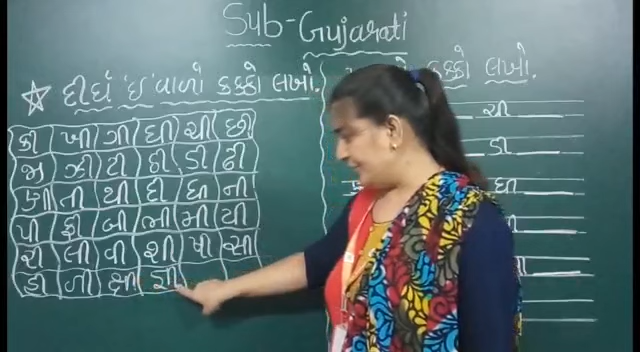 Sub-Gujarati
દીર્ઘ 'ઇ' વાળો કક્કો લખો.
કક્કો લખો.
કી ખી ગી ઘી ચી છી
જી ઝી ટી ઠી ડી ઢી
ણી તી થી દી ધી ની
પી ફી બી ભી મી યી
રી લી વી શી ષી સી
હી ળી ક્ષી જ્ઞી
ચી
ડી